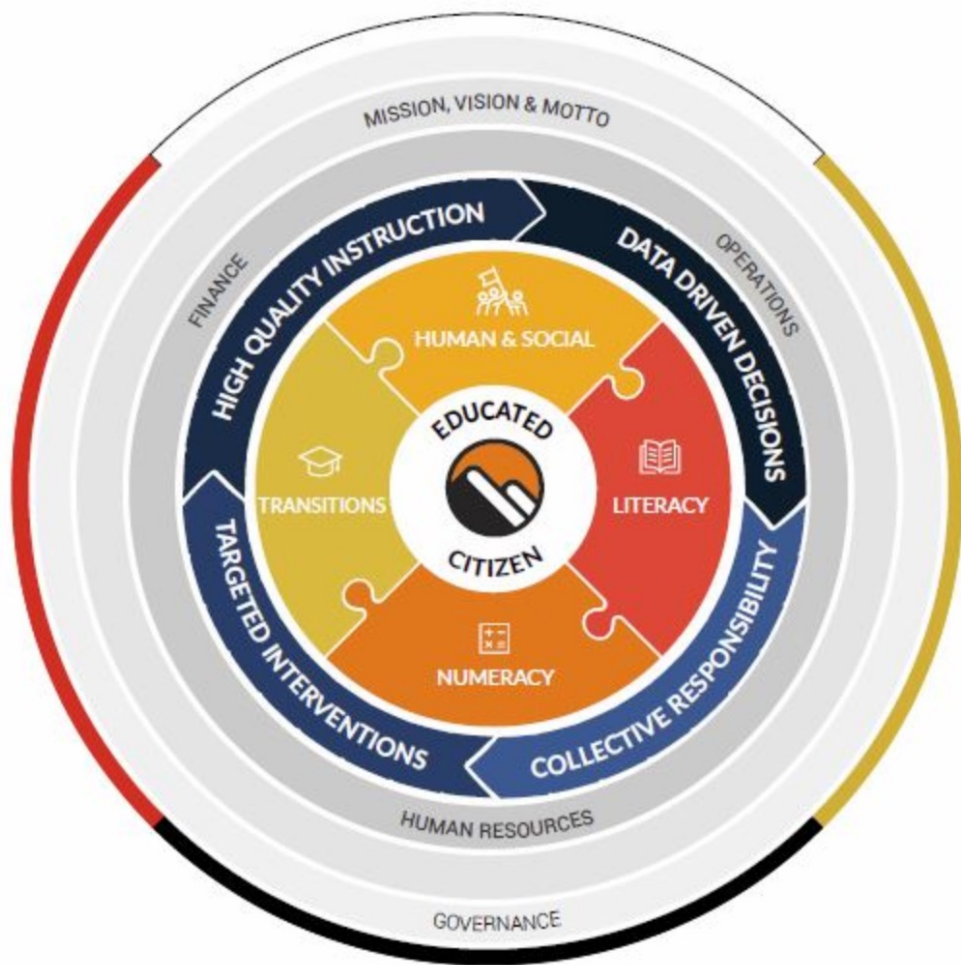 MISSION, VISION & MOTTO
FINANCE
OPERATIONS
HIGH QUALITY INSTRUCTION
DATA DRIVEN DECISIONS
HUMAN & SOCIAL
EDUCATED
TRANSITIONS
LITERACY
CITIZEN
NUMERACY
TARGETED INTERVENTIONS
COLLECTIVE RESPONSIBILITY
HUMAN RESOURCES
GOVERNANCE